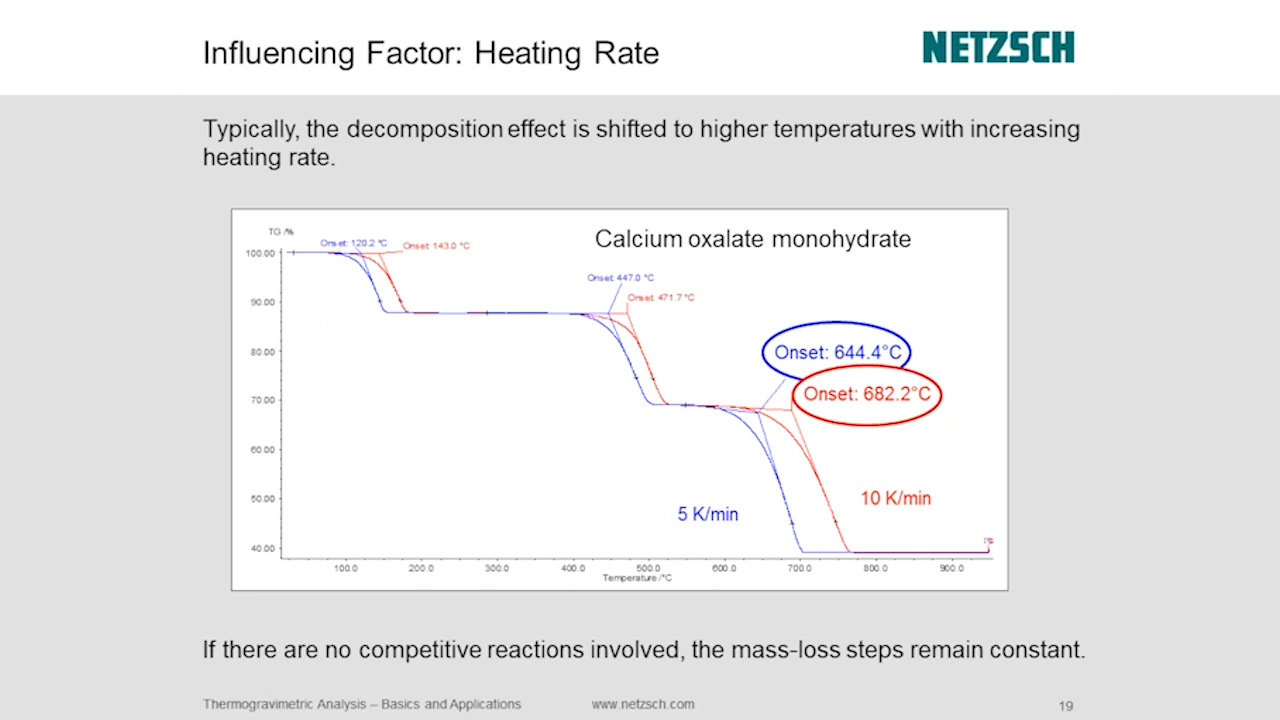 Influencing Factor: Heating Rate
NETZSCH
Typically, the decomposition effect is shifted to higher temperatures with increasing
heating rate.
TG /%
Calcium oxalate monohydrate
Onset: 120.2 °C
Onset: 143.0 °C
100.00
Onset: 447.0 °C
Onset: 471.7 °C
90.00
Onset: 644.4°C
80.00
Onset: 682.2°C
70.00
60.00
50.00
10 K/min
5 K/min
40.00
100.0 200.0 300.0 400.0 500.0 600.0 700.0 800.0 900.0
Temperature /°C
If there are no competitive reactions involved, the mass-loss steps remain constant.
Thermogravimetric Analysis – Basics and Applications www.netzsch.com 19